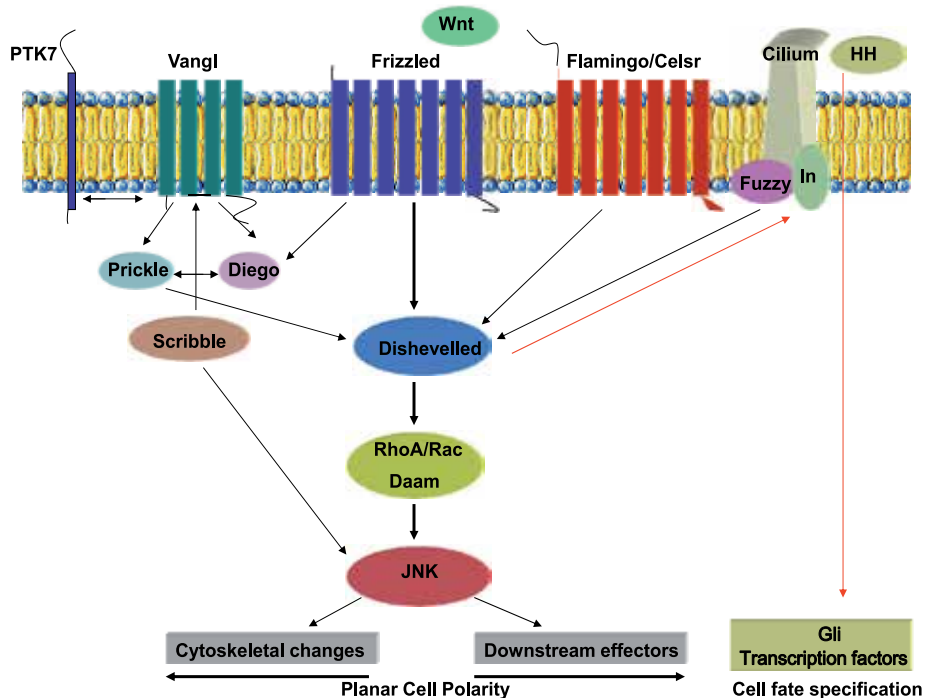 Wnt
PTK7
Vangl
Frizzled
Flamingo/Celsr
Cilium
HH
Fuzzy
In
Prickle
Diego
Scribble
Dishevelled
RhoA/Rac
Daam
JNK
Cytoskeletal changes
Downstream effectors
Gli
Transcription factors
Planar Cell Polarity
Cell fate specification